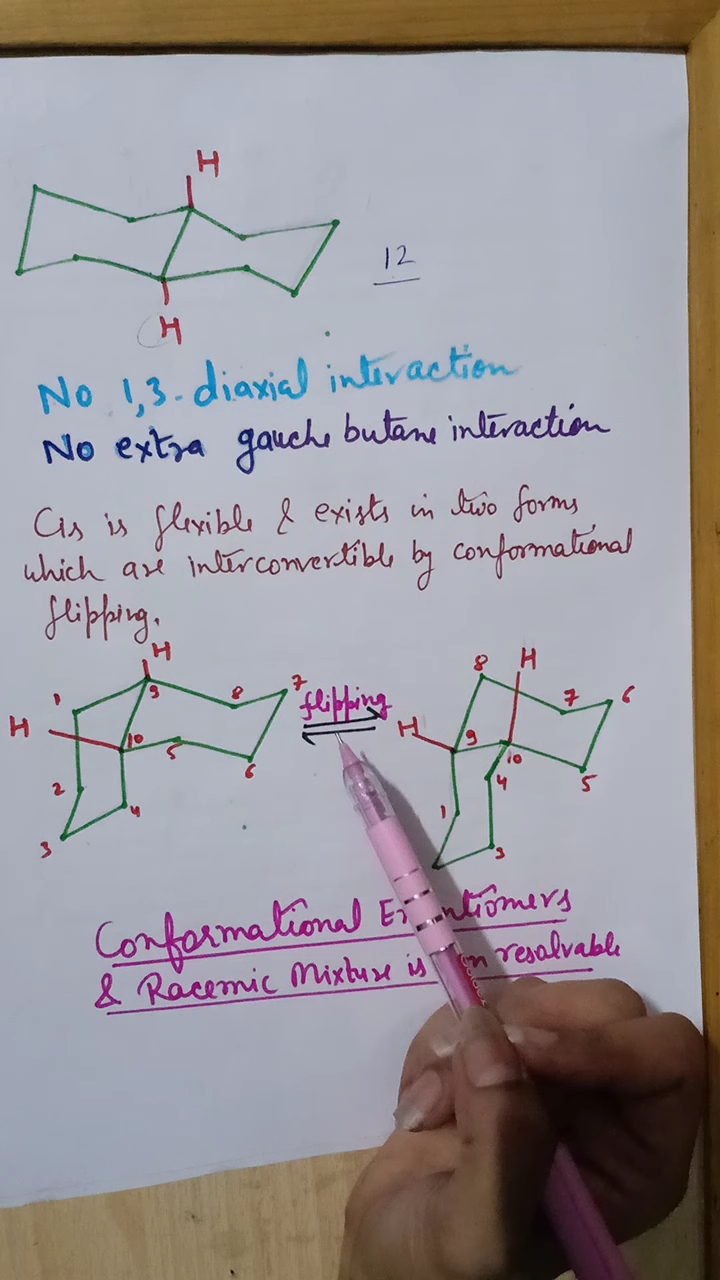 H
12
H
No 1,3-diaxial interaction
No extra gauche butane interaction
Cis is flexible & exists in two forms
which are interconvertible by conformational
flipping.
H
1
9
8
7
H
10
5
6
2
4
3
flipping
8
H
7
6
H
9
10
4
5
1
3
Conformational
& Racemic Mixture is resolvable